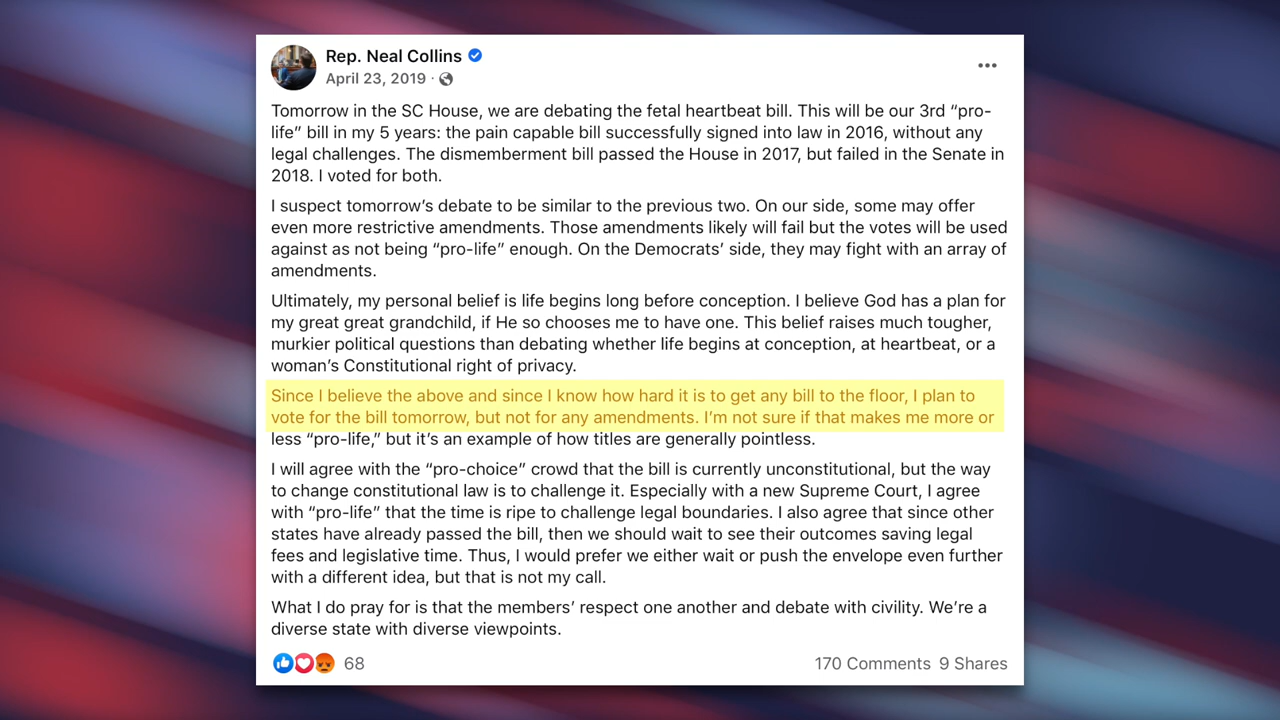 Rep. Neal Collins
April 23, 2019 ·
Tomorrow in the SC House, we are debating the fetal heartbeat bill. This will be our 3rd “pro-
life” bill in my 5 years: the pain capable bill successfully signed into law in 2016, without any
legal challenges. The dismemberment bill passed the House in 2017, but failed in the Senate in
2018. I voted for both.
I suspect tomorrow’s debate to be similar to the previous two. On our side, some may offer
even more restrictive amendments. Those amendments likely will fail but the votes will be used
against as not being “pro-life” enough. On the Democrats’ side, they may fight with an array of
amendments.
Ultimately, my personal belief is life begins long before conception. I believe God has a plan for
my great great grandchild, if He so chooses me to have one. This belief raises much tougher,
murkier political questions than debating whether life begins at conception, at heartbeat, or a
woman’s Constitutional right of privacy.
Since I believe the above and since I know how hard it is to get any bill to the floor, I plan to
vote for the bill tomorrow, but not for any amendments. I’m not sure if that makes me more or
less “pro-life,” but it’s an example of how titles are generally pointless.
I will agree with the “pro-choice” crowd that the bill is currently unconstitutional, but the way
to change constitutional law is to challenge it. Especially with a new Supreme Court, I agree
with “pro-life” that the time is ripe to challenge legal boundaries. I also agree that since other
states have already passed the bill, then we should wait to see their outcomes saving legal
fees and legislative time. Thus, I would prefer we either wait or push the envelope even further
with a different idea, but that is not my call.
What I do pray for is that the members’ respect one another and debate with civility. We’re a
diverse state with diverse viewpoints.
68 170 Comments 9 Shares